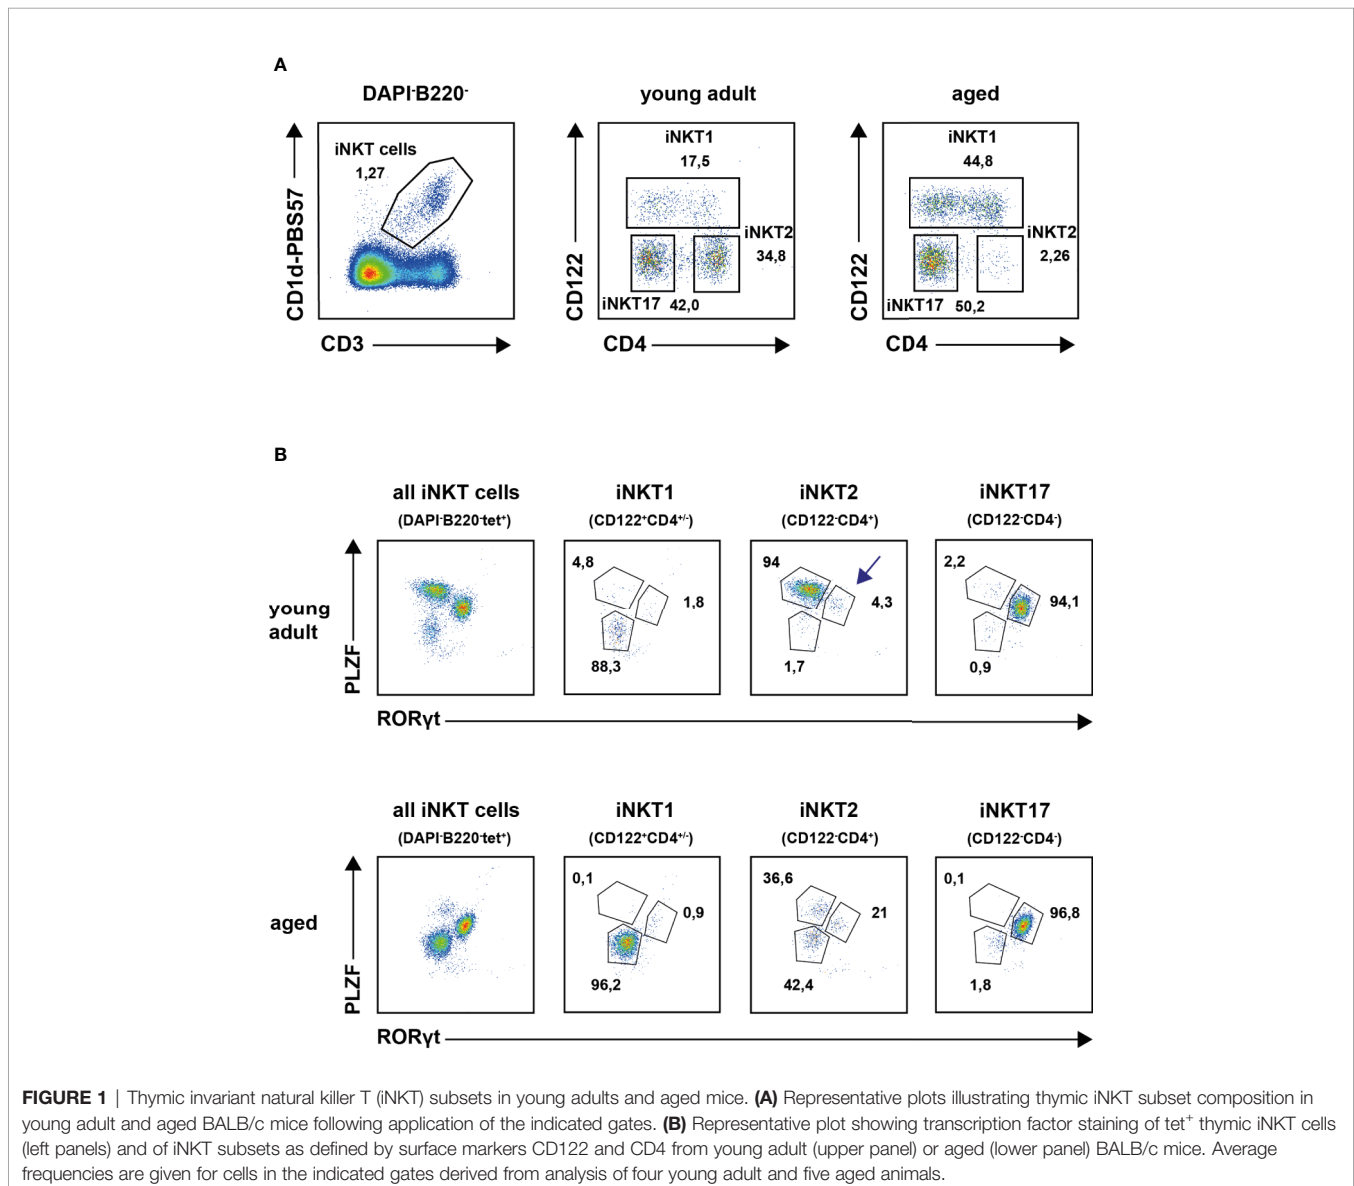 A
DAPI⁻B220⁻
young adult
aged
iNKT cells
1,27
CD1d-PBS57
CD3
iNKT1
17,5
iNKT2
34,8
iNKT17 42,0
CD122
CD4
iNKT1
44,8
iNKT2
2,26
iNKT17 50,2
CD122
CD4
B
all iNKT cells
(DAPI⁻B220⁻tet⁺)
iNKT1
(CD122⁺CD4⁺/⁻)
iNKT2
(CD122⁻CD4⁺)
iNKT17
(CD122⁻CD4⁻)
young
adult
PLZF
4,8
1,8
88,3
94
4,3
1,7
2,2
94,1
0,9
RORγt
all iNKT cells
(DAPI⁻B220⁻tet⁺)
iNKT1
(CD122⁺CD4⁺/⁻)
iNKT2
(CD122⁻CD4⁺)
iNKT17
(CD122⁻CD4⁻)
aged
PLZF
0,1
0,9
96,2
36,6
21
42,4
0,1
96,8
1,8
RORγt
FIGURE 1 | Thymic invariant natural killer T (iNKT) subsets in young adults and aged mice. (A) Representative plots illustrating thymic iNKT subset composition in
young adult and aged BALB/c mice following application of the indicated gates. (B) Representative plot showing transcription factor staining of tet⁺ thymic iNKT cells
(left panels) and of iNKT subsets as defined by surface markers CD122 and CD4 from young adult (upper panel) or aged (lower panel) BALB/c mice. Average
frequencies are given for cells in the indicated gates derived from analysis of four young adult and five aged animals.